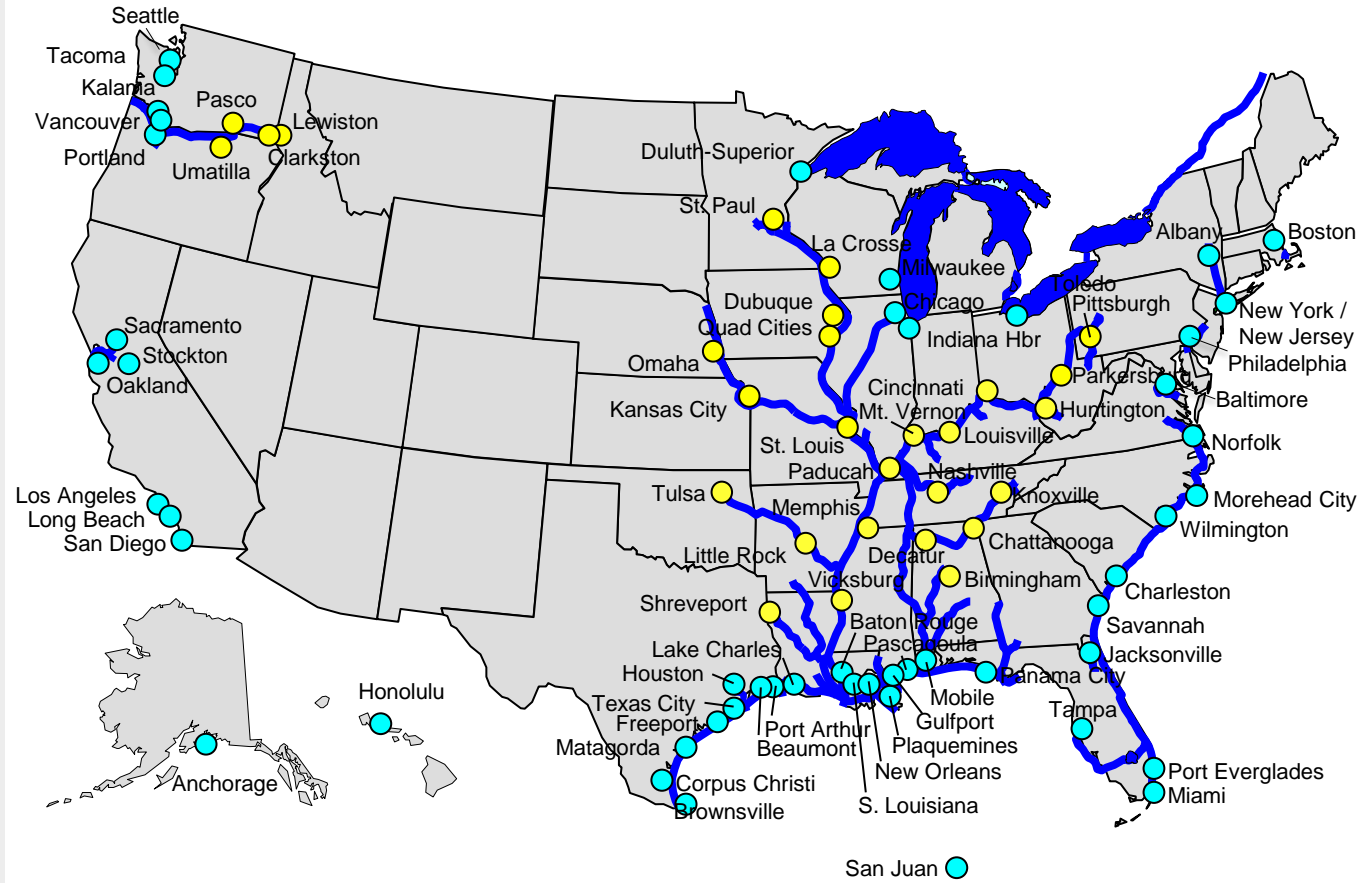 Seattle
Tacoma
Kalama
Pasco
Lewiston
Vancouver
Portland
Clarkston
Umatilla
Duluth-Superior
St. Paul
La Crosse
Milwaukee
Albany
Boston
Toledo
Pittsburgh
Dubuque
Chicago
Quad Cities
Indiana Hbr
New York /
New Jersey
Philadelphia
Sacramento
Stockton
Oakland
Omaha
Kansas City
Cincinnati
Parkersburg
Baltimore
Mt. Vernon
Huntington
St. Louis
Louisville
Norfolk
Paducah
Nashville
Los Angeles
Long Beach
San Diego
Tulsa
Memphis
Knoxville
Morehead City
Wilmington
Little Rock
Decatur
Chattanooga
Vicksburg
Birmingham
Charleston
Shreveport
Baton Rouge
Savannah
Pascagoula
Lake Charles
Jacksonville
Houston
Panama City
Honolulu
Texas City
Mobile
Freeport
Port Arthur
Gulfport
Tampa
Matagorda
Beaumont
Plaquemines
Anchorage
New Orleans
Port Everglades
Corpus Christi
Miami
Brownsville
S. Louisiana
San Juan